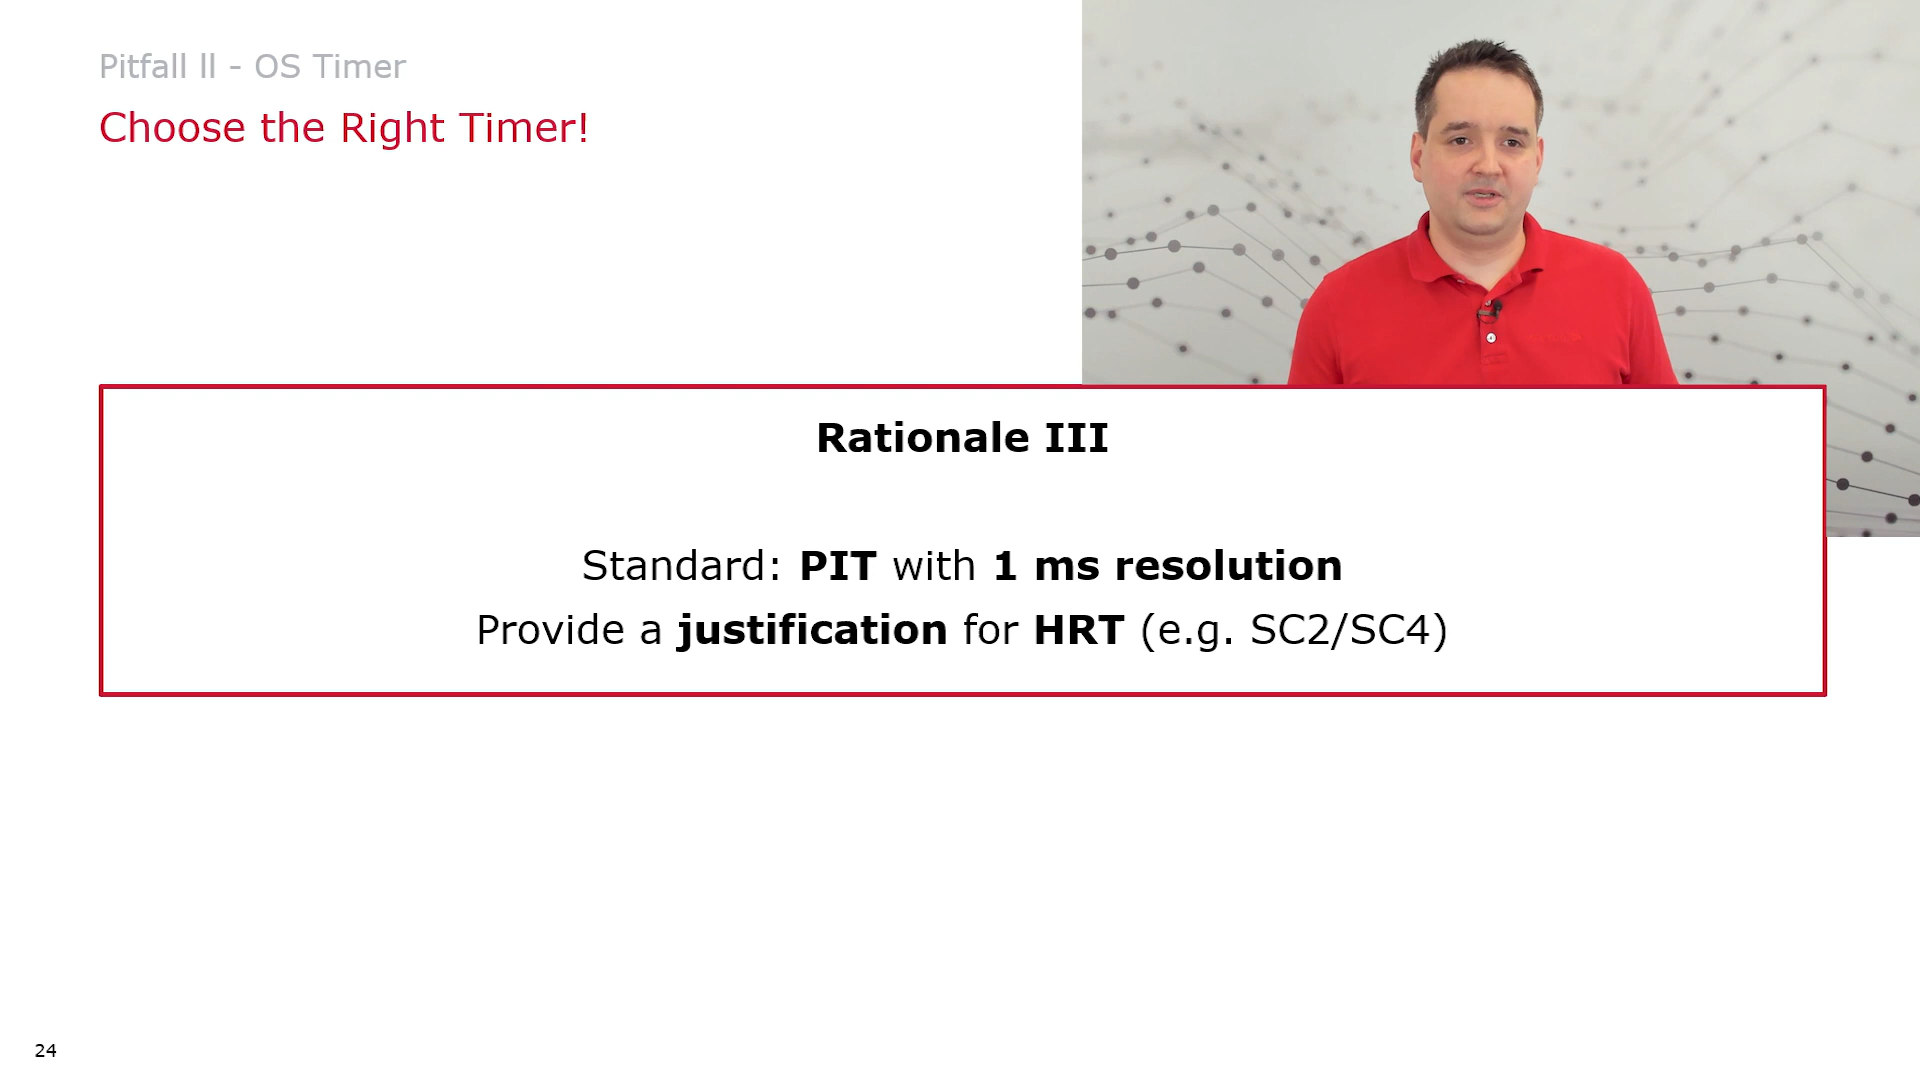 Pitfall ll - OS Timer
Choose the Right Timer!
Rationale III
Standard: PIT with 1 ms resolution
Provide a justification for HRT (e.g. SC2/SC4)
24